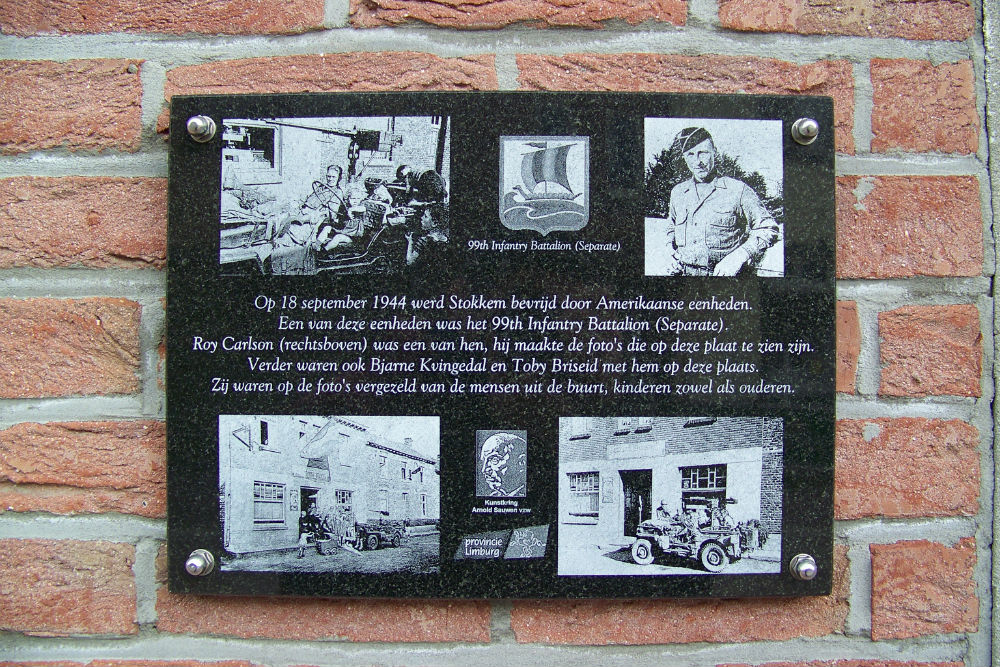 99th Infantry Battalion (Separate)
Op 18 september 1944 werd Stokkem bevrijd door Amerikaanse eenheden.
Een van deze eenheden was het 99th Infantry Battalion (Separate).
Roy Carlson (rechtsboven) was een van hen, hij maakte de foto's die op deze plaat te zien zijn.
Verder waren ook Bjarne Kvingedal en Toby Briseid met hem op deze plaats.
Zij waren op de foto's vergezeld van de mensen uit de buurt, kinderen zowel als ouderen.
Kunstkring
Arnold Sauwen vzw
provincie
Limburg